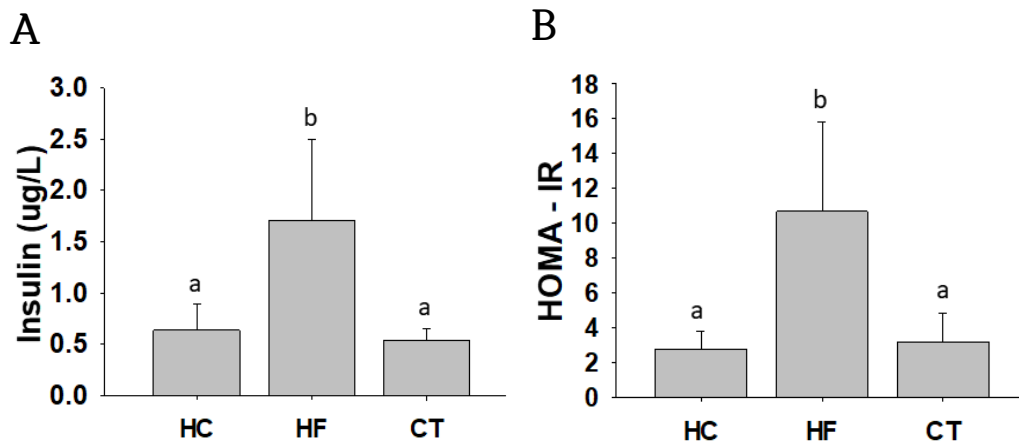 A
Insulin (ug/L)
3.0
2.5
2.0
1.5
1.0
0.5
0.0
a
b
a
HC HF CT
B
HOMA - IR
18
16
14
12
10
8
6
4
2
0
a
b
a
HC HF CT